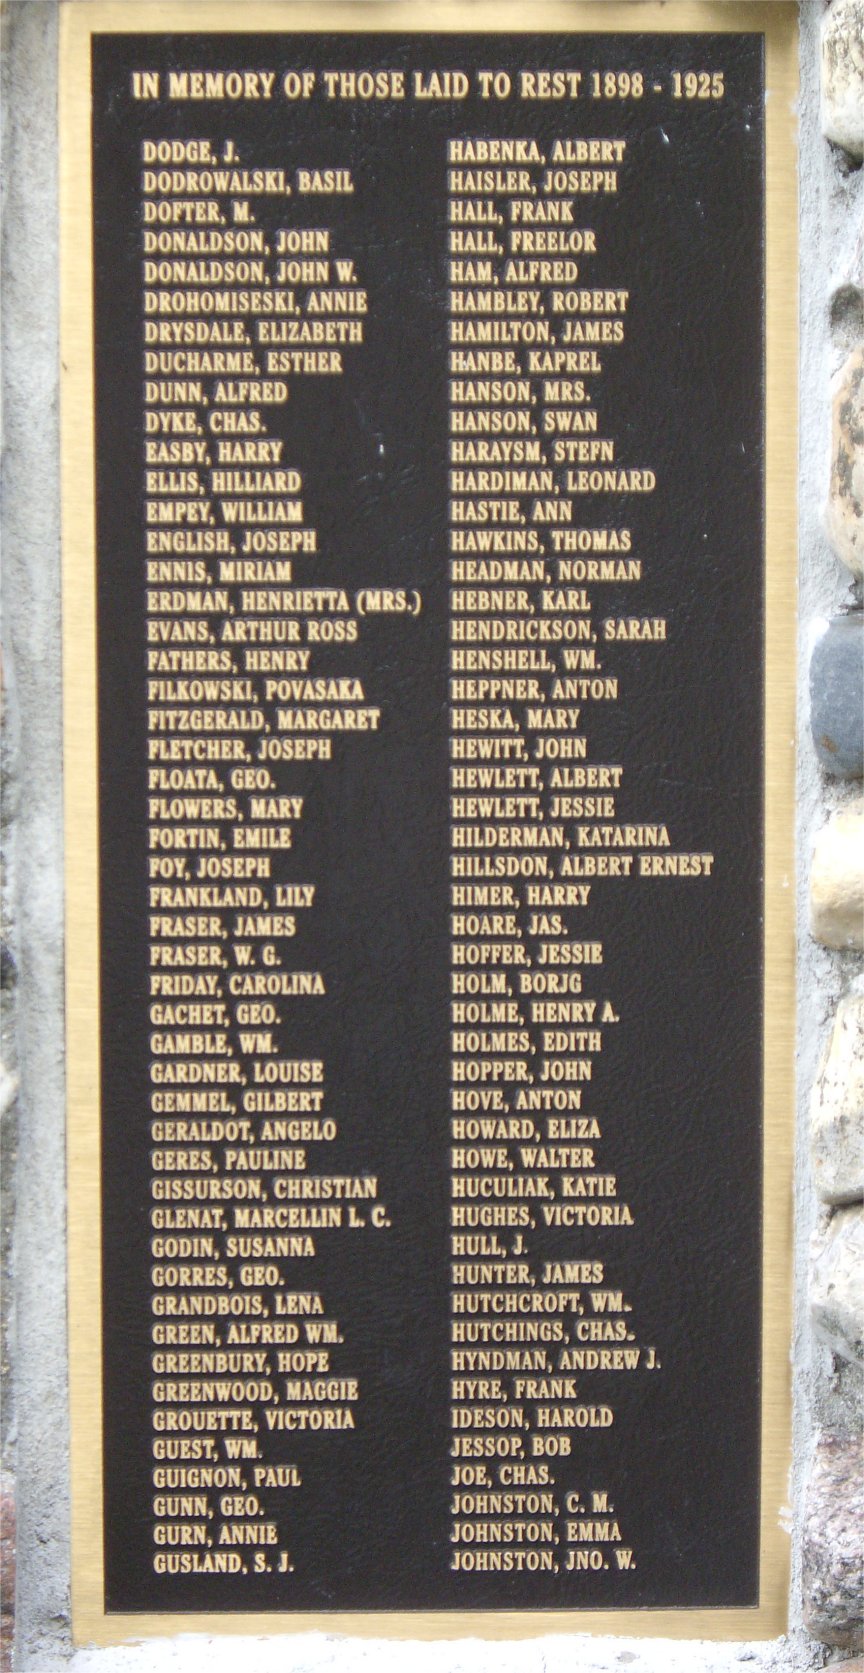 IN MEMORY OF THOSE LAID TO REST 1898 - 1925
DODGE, J.
DODROWALSKI, BASIL
DOFTER, M.
DONALDSON, JOHN
DONALDSON, JOHN W.
DROHOMISESKI, ANNIE
DRYSDALE, ELIZABETH
DUCHARME, ESTHER
DUNN, ALFRED
DYKE, CHAS.
EASBY, HARRY
ELLIS, HILLIARD
EMPEY, WILLIAM
ENGLISH, JOSEPH
ENNIS, MIRIAM
ERDMAN, HENRIETTA (MRS.)
EVANS, ARTHUR ROSS
FATHERS, HENRY
FILKOWSKI, POVASAKA
FITZGERALD, MARGARET
FLETCHER, JOSEPH
FLOATA, GEO.
FLOWERS, MARY
FORTIN, EMILE
FOY, JOSEPH
FRANKLAND, LILY
FRASER, JAMES
FRASER, W. G.
FRIDAY, CAROLINA
GACHET, GEO.
GAMBLE, WM.
GARDNER, LOUISE
GEMMEL, GILBERT
GERALDOT, ANGELO
GERES, PAULINE
GISSURSON, CHRISTIAN
GLENAT, MARCELLIN L. C.
GODIN, SUSANNA
GORRES, GEO.
GRANDBOIS, LENA
GREEN, ALFRED WM.
GREENBURY, HOPE
GREENWOOD, MAGGIE
GROUETTE, VICTORIA
GUEST, WM.
GUIGNON, PAUL
GUNN, GEO.
GURN, ANNIE
GUSLAND, S. J.
HABENKA, ALBERT
HAISLER, JOSEPH
HALL, FRANK
HALL, FREELOR
HAM, ALFRED
HAMBLEY, ROBERT
HAMILTON, JAMES
HANBE, KAPREL
HANSON, MRS.
HANSON, SWAN
HARAYSM, STEFN
HARDIMAN, LEONARD
HASTIE, ANN
HAWKINS, THOMAS
HEADMAN, NORMAN
HEBNER, KARL
HENDRICKSON, SARAH
HENSHELL, WM.
HEPPNER, ANTON
HESKA, MARY
HEWITT, JOHN
HEWLETT, ALBERT
HEWLETT, JESSIE
HILDERMAN, KATARINA
HILLSDON, ALBERT ERNEST
HIMER, HARRY
HOARE, JAS.
HOFFER, JESSIE
HOLM, BORJG
HOLME, HENRY A.
HOLMES, EDITH
HOPPER, JOHN
HOVE, ANTON
HOWARD, ELIZA
HOWE, WALTER
HUCULIAK, KATIE
HUGHES, VICTORIA
HULL, J.
HUNTER, JAMES
HUTCHCROFT, WM.
HUTCHINGS, CHAS.
HYNDMAN, ANDREW J.
HYRE, FRANK
IDESON, HAROLD
JESSOP, BOB
JOE, CHAS.
JOHNSTON, C. M.
JOHNSTON, EMMA
JOHNSTON, JNO. W.